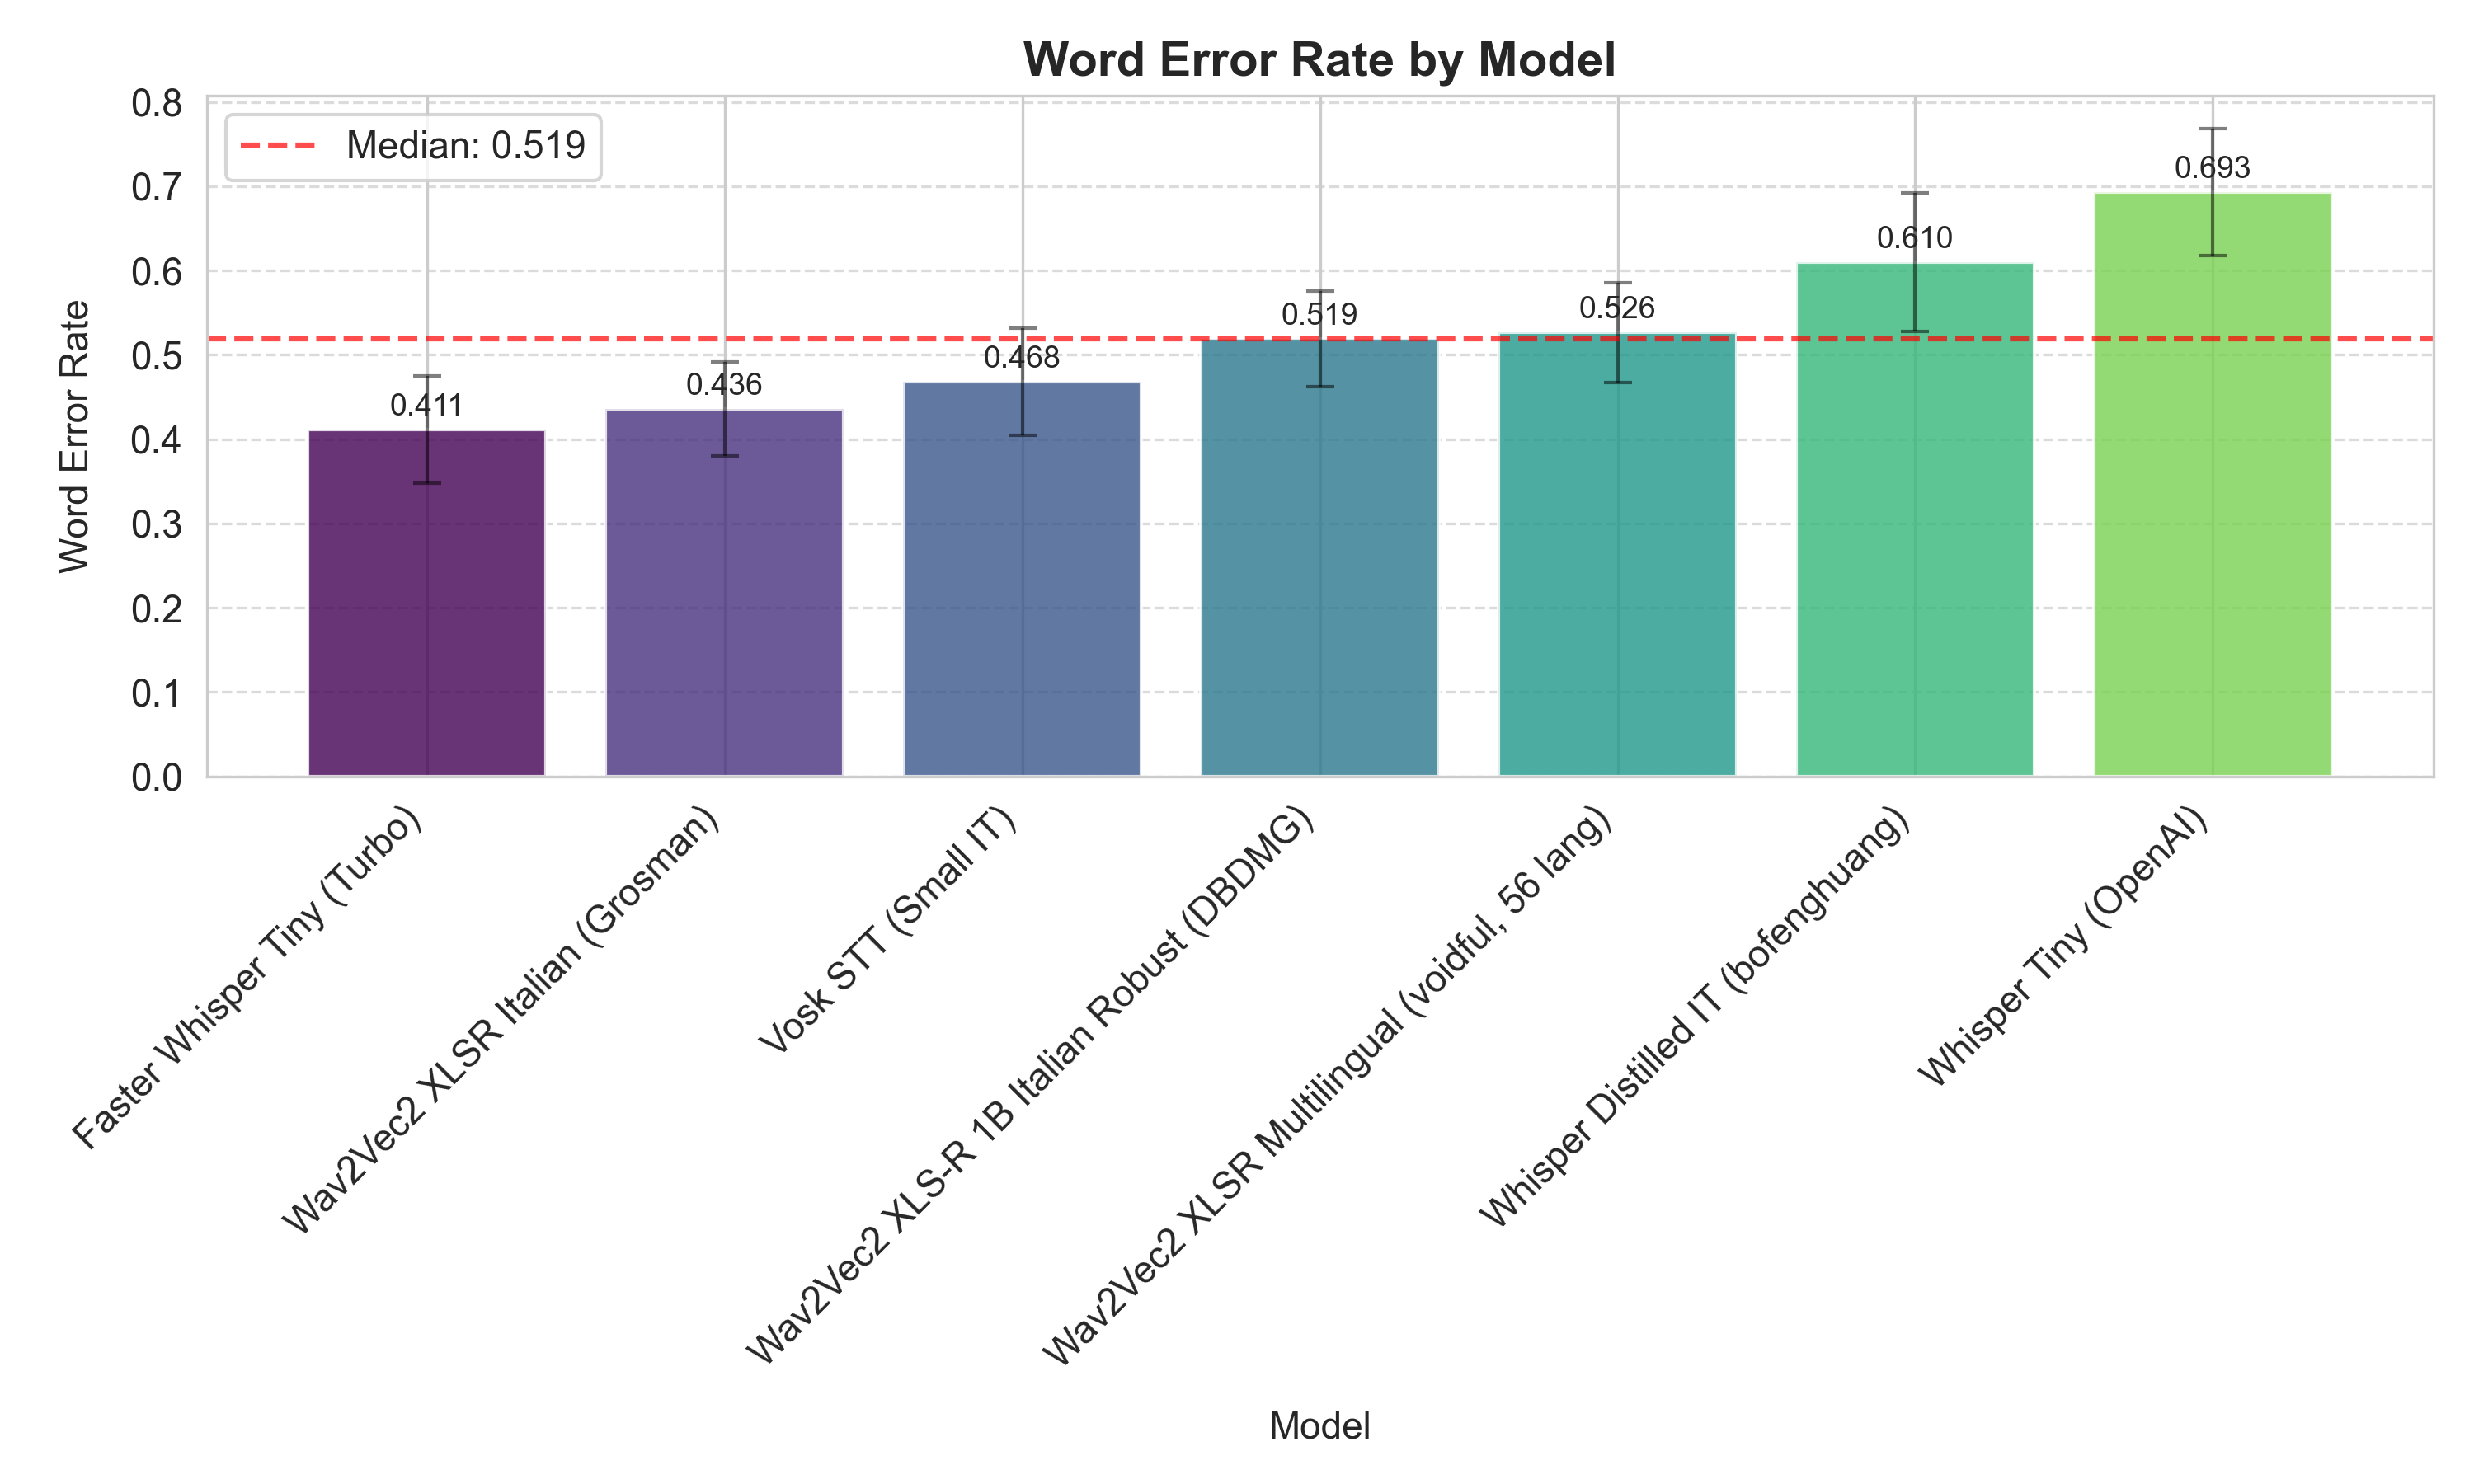 Word Error Rate by Model
Word Error Rate
0.8
0.7
0.6
0.5
0.4
0.3
0.2
0.1
0.0
Median: 0.519
0.411
0.436
0.468
0.519
0.526
0.610
0.693
Faster Whisper Tiny (Turbo)
Wav2Vec2 XLSR Italian (Grosman)
Vosk STT (Small IT)
Wav2Vec2 XLS-R 1B Italian Robust (DBDMG)
Wav2Vec2 XLSR Multilingual (voidful, 56 lang)
Whisper Distilled IT (bofenghuang)
Whisper Tiny (OpenAI)
Model